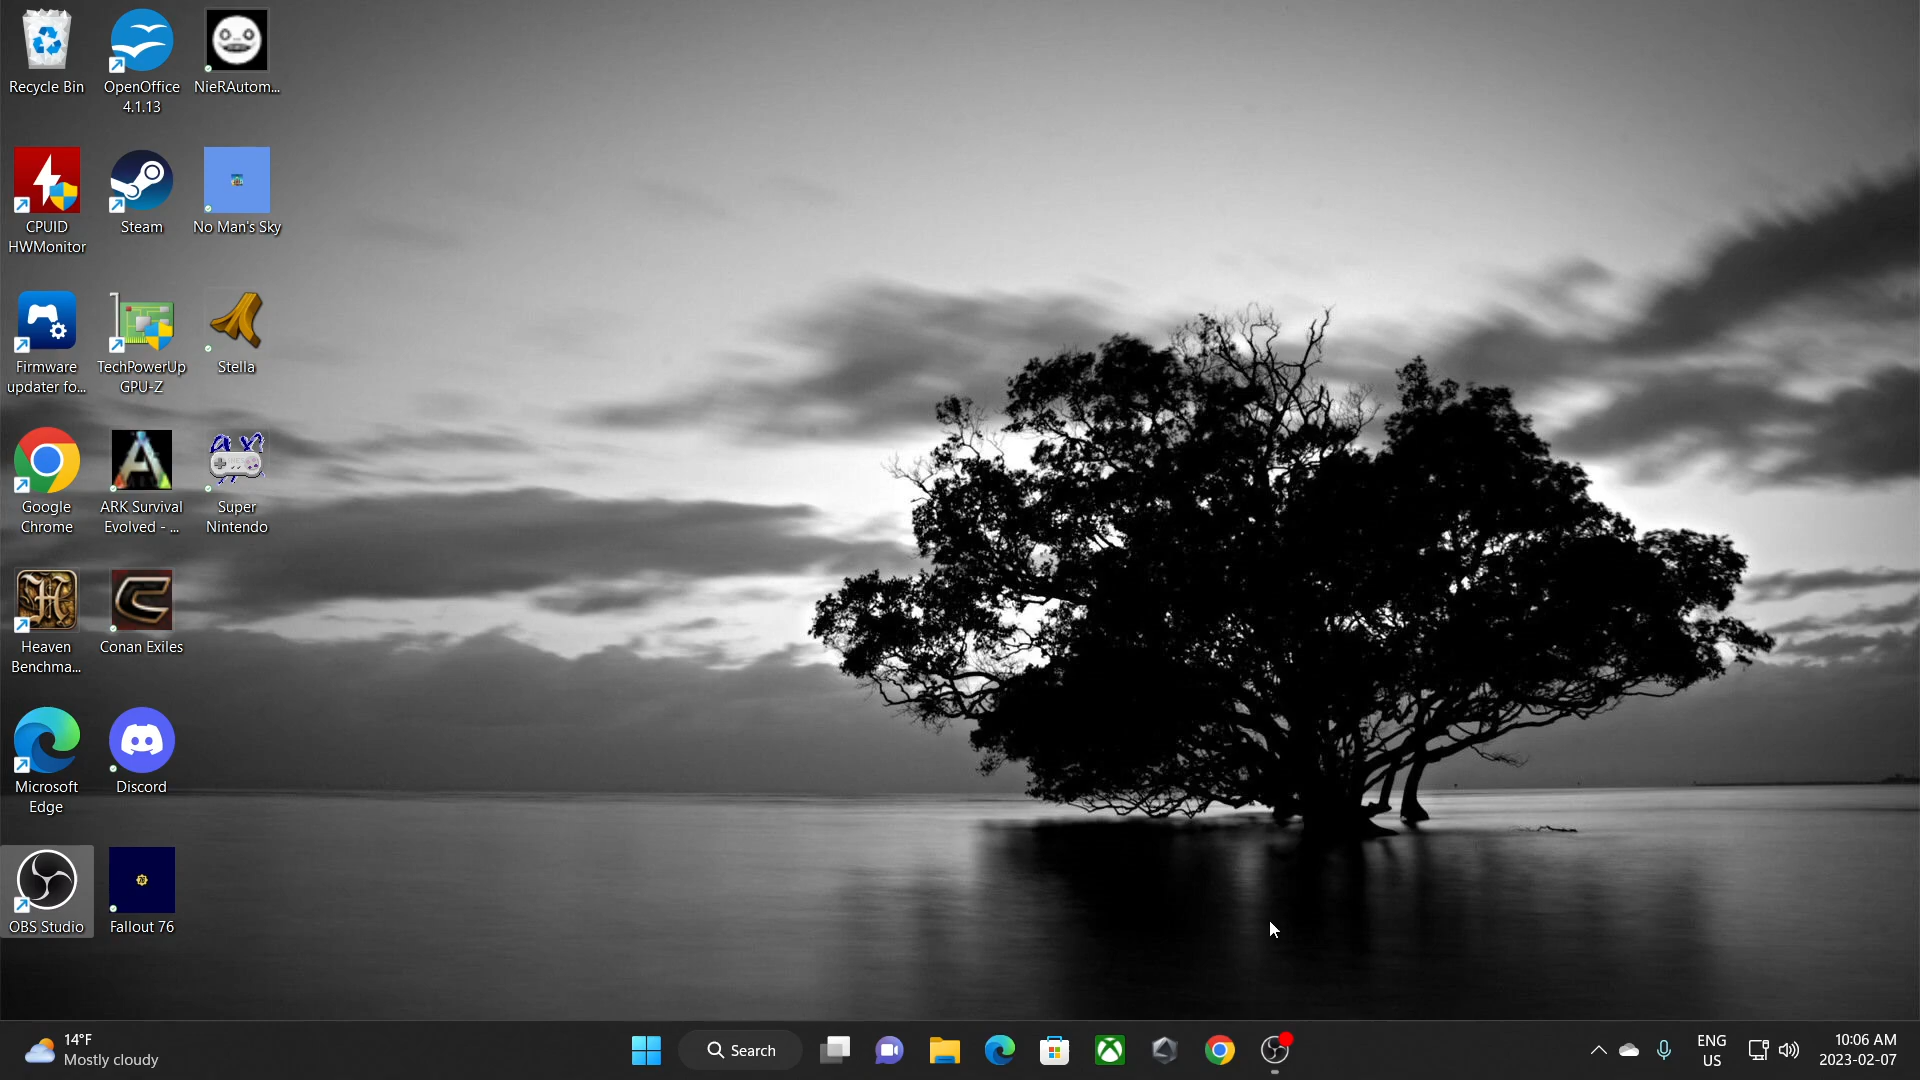 Recycle Bin
OpenOffice
4.1.13
NieRAutom...
CPUID
HWMonitor
Steam
No Man's Sky
Firmware
updater fo...
TechPowerUp
GPU-Z
Stella
Google
Chrome
ARK Survival
Evolved - ...
Super
Nintendo
Heaven
Benchma...
Conan Exiles
Microsoft
Edge
Discord
OBS Studio
Fallout 76
14°F
Mostly cloudy
Search
ENG
US
10:06 AM
2023-02-07